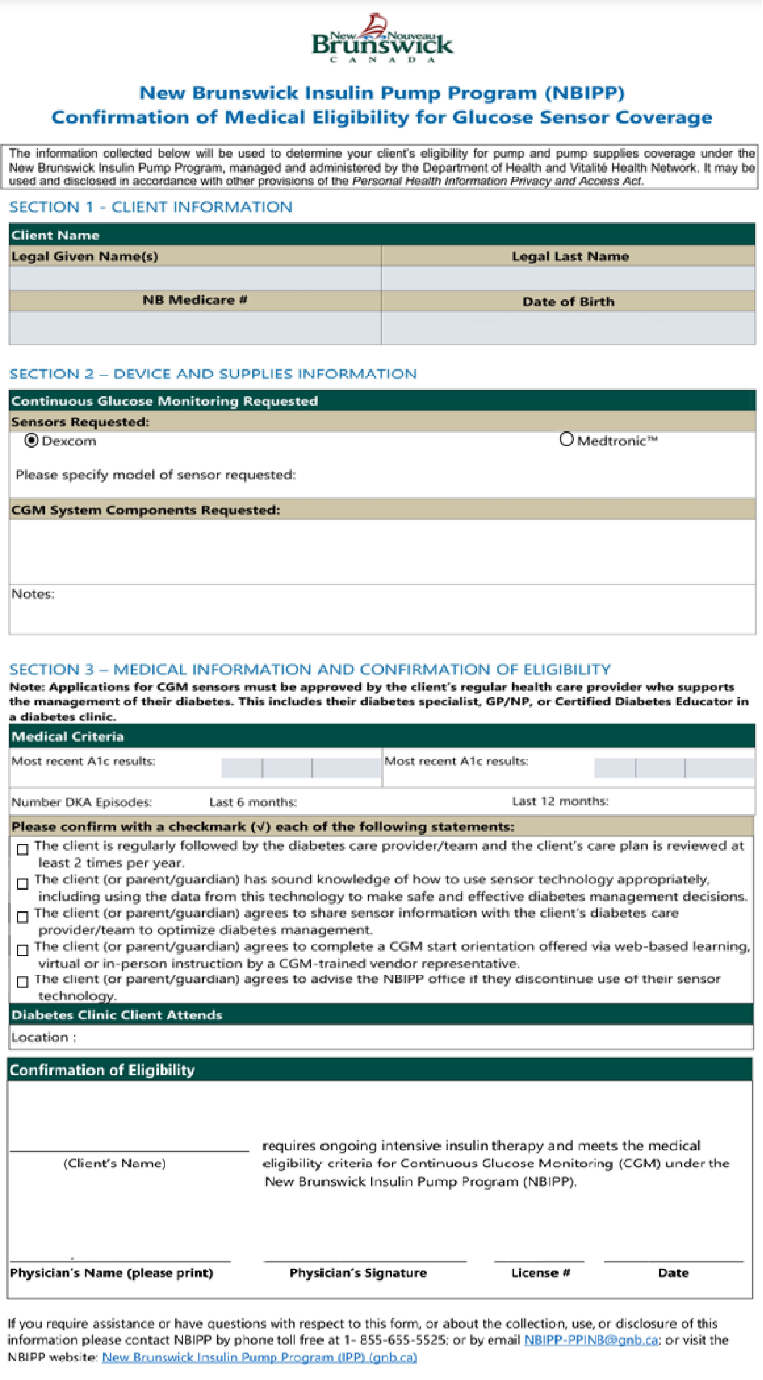 New Nouveau
Brunswick
CANADA
New Brunswick Insulin Pump Program (NBIPP)
Confirmation of Medical Eligibility for Glucose Sensor Coverage
The information collected below will be used to determine your client's eligibility for pump and pump supplies coverage under the
New Brunswick Insulin Pump Program, managed and administered by the Department of Health and Vitalité Health Network. It may be
used and disclosed in accordance with other provisions of the Personal Health Information Privacy and Access Act.
SECTION 1 - CLIENT INFORMATION
Client Name
Legal Given Name(s) Legal Last Name
NB Medicare # Date of Birth
SECTION 2 – DEVICE AND SUPPLIES INFORMATION
Continuous Glucose Monitoring Requested
Sensors Requested:
Dexcom Medtronic™
Please specify model of sensor requested:
CGM System Components Requested:
Notes:
SECTION 3 – MEDICAL INFORMATION AND CONFIRMATION OF ELIGIBILITY
Note: Applications for CGM sensors must be approved by the client's regular health care provider who supports
the management of their diabetes. This includes their diabetes specialist, GP/NP, or Certified Diabetes Educator in
a diabetes clinic.
Medical Criteria
Most recent A1c results: Most recent A1c results:
Number DKA Episodes: Last 6 months: Last 12 months:
Please confirm with a checkmark (√) each of the following statements:
The client is regularly followed by the diabetes care provider/team and the client's care plan is reviewed at
least 2 times per year.
The client (or parent/guardian) has sound knowledge of how to use sensor technology appropriately,
including using the data from this technology to make safe and effective diabetes management decisions.
The client (or parent/guardian) agrees to share sensor information with the client's diabetes care
provider/team to optimize diabetes management.
The client (or parent/guardian) agrees to complete a CGM start orientation offered via web-based learning,
virtual or in-person instruction by a CGM-trained vendor representative.
The client (or parent/guardian) agrees to advise the NBIPP office if they discontinue use of their sensor
technology.
Diabetes Clinic Client Attends
Location :
Confirmation of Eligibility
requires ongoing intensive insulin therapy and meets the medical
(Client's Name) eligibility criteria for Continuous Glucose Monitoring (CGM) under the
New Brunswick Insulin Pump Program (NBIPP).
Physician's Name (please print) Physician's Signature License # Date
If you require assistance or have questions with respect to this form, or about the collection, use, or disclosure of this
information please contact NBIPP by phone toll free at 1- 855-655-5525; or by email NBIPP-PPINB@gnb.ca; or visit the
NBIPP website: New Brunswick Insulin Pump Program (IPP) (gnb.ca)